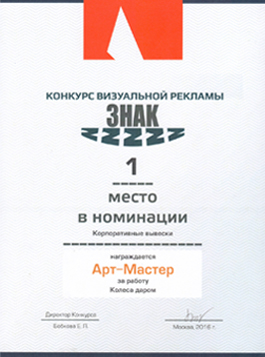 КОНКУРС ВИЗУАЛЬНОЙ РЕКЛАМЫ
ЗНАК
1
место
в номинации
Корпоративные вывески
награждается
Арт-Мастер
за работу
Колеса даром
Директор Конкурса
Бойкова Е. Л.
Москва, 2016 г.